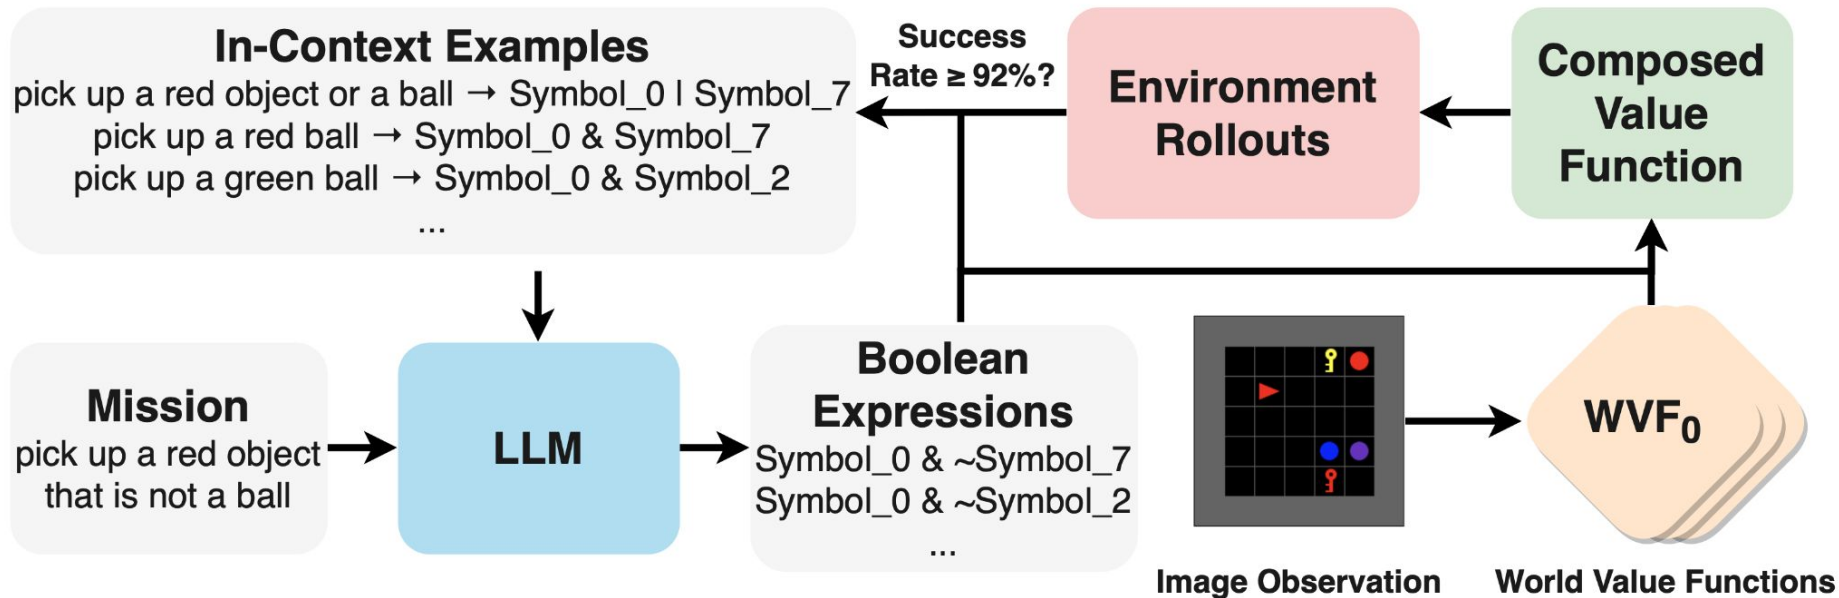 In-Context Examples
pick up a red object or a ball → Symbol_0 | Symbol_7
pick up a red ball → Symbol_0 & Symbol_7
pick up a green ball → Symbol_0 & Symbol_2
...
Success
Rate ≥ 92%?
Environment
Rollouts
Composed
Value
Function
Mission
pick up a red object
that is not a ball
LLM
Boolean
Expressions
Symbol_0 & ~Symbol_7
Symbol_0 & ~Symbol_2
...
Image Observation
WVF₀
World Value Functions